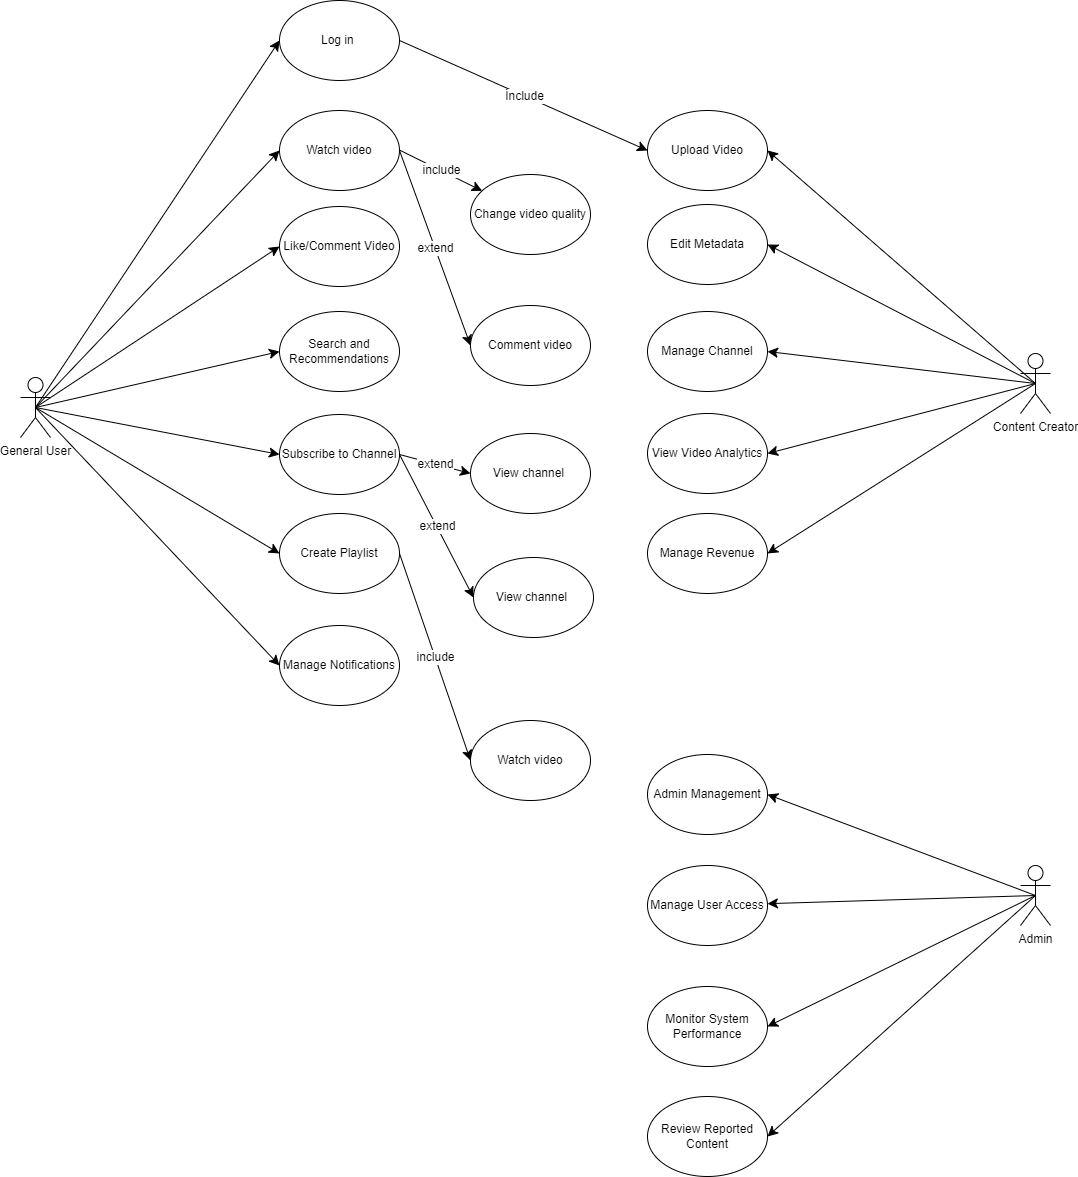 Log in
Include
Watch video
include
Upload Video
Change video quality
Like/Comment Video
extend
Edit Metadata
Search and
Recommendations
Comment video
Manage Channel
General User
Content Creator
Subscribe to Channel
extend
View channel
View Video Analytics
extend
Create Playlist
Manage Revenue
View channel
Manage Notifications
include
Watch video
Admin Management
Manage User Access
Admin
Monitor System
Performance
Review Reported
Content